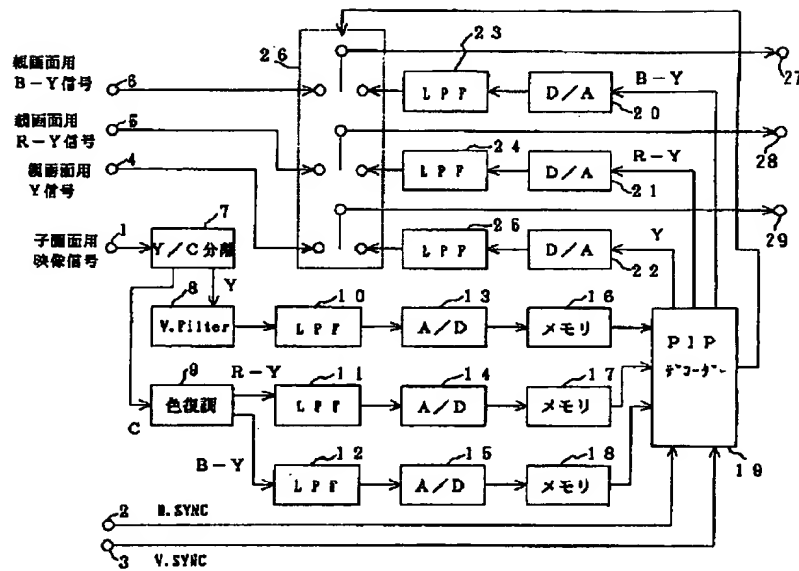 親画面用
B-Y信号
6
親画面用
R-Y信号
5
親画面用
Y信号
4
子画面用
映像信号
1
26
23
LPF
D/A
B-Y
20
27
24
LPF
D/A
R-Y
21
28
25
LPF
D/A
Y
22
29
7
Y/C分離
Y
8
V.Filter
10
LPF
13
A/D
16
メモリ
PIP
デコーダー
19
C
9
色復調
R-Y
11
LPF
14
A/D
17
メモリ
B-Y
12
LPF
15
A/D
18
メモリ
2
H.SYNC
3
V.SYNC